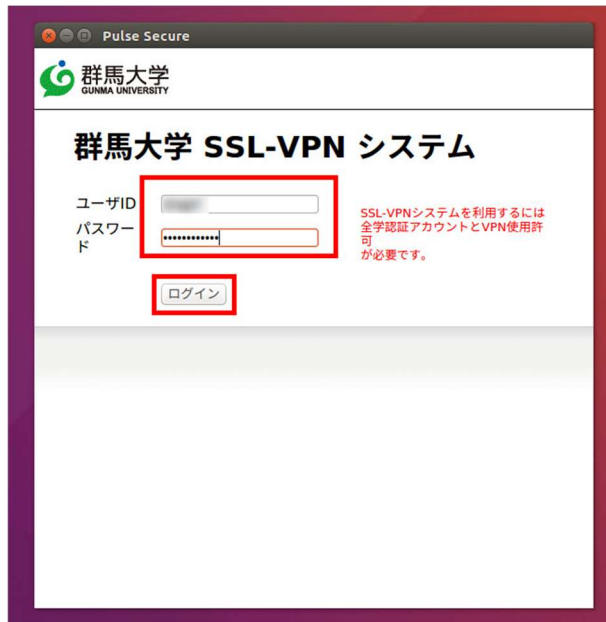 Pulse Secure
群馬大学
GUNMA UNIVERSITY
群馬大学 SSL-VPN システム
ユーザID
パスワー
ド
SSL-VPNシステムを利用するには
全学認証アカウントとVPN使用許
可
が必要です。
ログイン